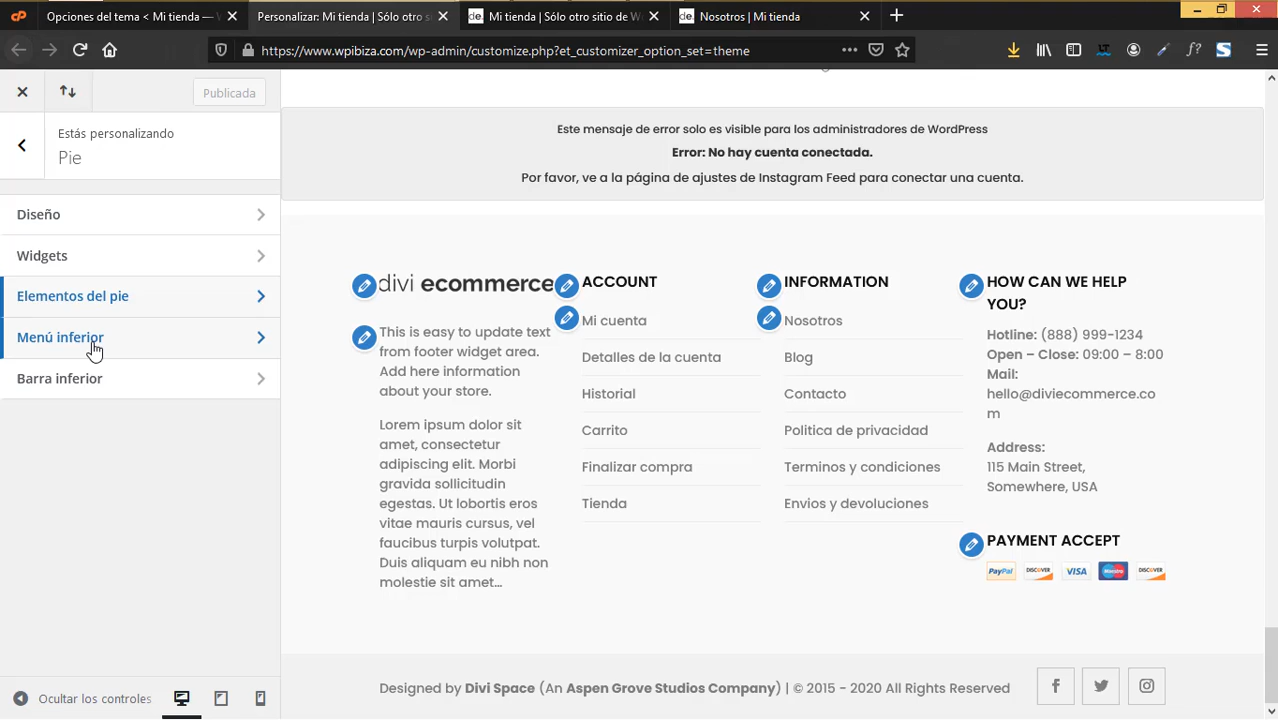 Opciones del tema < Mi tienda — W
Personalizar: Mi tienda | Sólo otro si
Mi tienda | Sólo otro sitio de W
Nosotros | Mi tienda
https://www.wpibiza.com/wp-admin/customize.php?et_customizer_option_set=theme
Publicada
Estás personalizando
Pie
Diseño
Widgets
Elementos del pie
Menú inferior
Barra inferior
Ocultar los controles
Este mensaje de error solo es visible para los administradores de WordPress
Error: No hay cuenta conectada.
Por favor, ve a la página de ajustes de Instagram Feed para conectar una cuenta.
divi ecommerce
This is easy to update text
from footer widget area.
Add here information
about your store.
Lorem ipsum dolor sit
amet, consectetur
adipiscing elit. Morbi
gravida sollicitudin
egestas. Ut lobortis eros
vitae mauris cursus, vel
faucibus turpis volutpat.
Duis aliquam eu nibh non
molestie sit amet…
ACCOUNT
Mi cuenta
Detalles de la cuenta
Historial
Carrito
Finalizar compra
Tienda
INFORMATION
Nosotros
Blog
Contacto
Politica de privacidad
Terminos y condiciones
Envios y devoluciones
HOW CAN WE HELP
YOU?
Hotline: (888) 999-1234
Open – Close: 09:00 – 8:00
Mail:
hello@diviecommerce.co
m
Address:
115 Main Street,
Somewhere, USA
PAYMENT ACCEPT
PayPal DISCOVER VISA Maestro DISCOVER
Designed by Divi Space (An Aspen Grove Studios Company) | © 2015 - 2020 All Rights Reserved